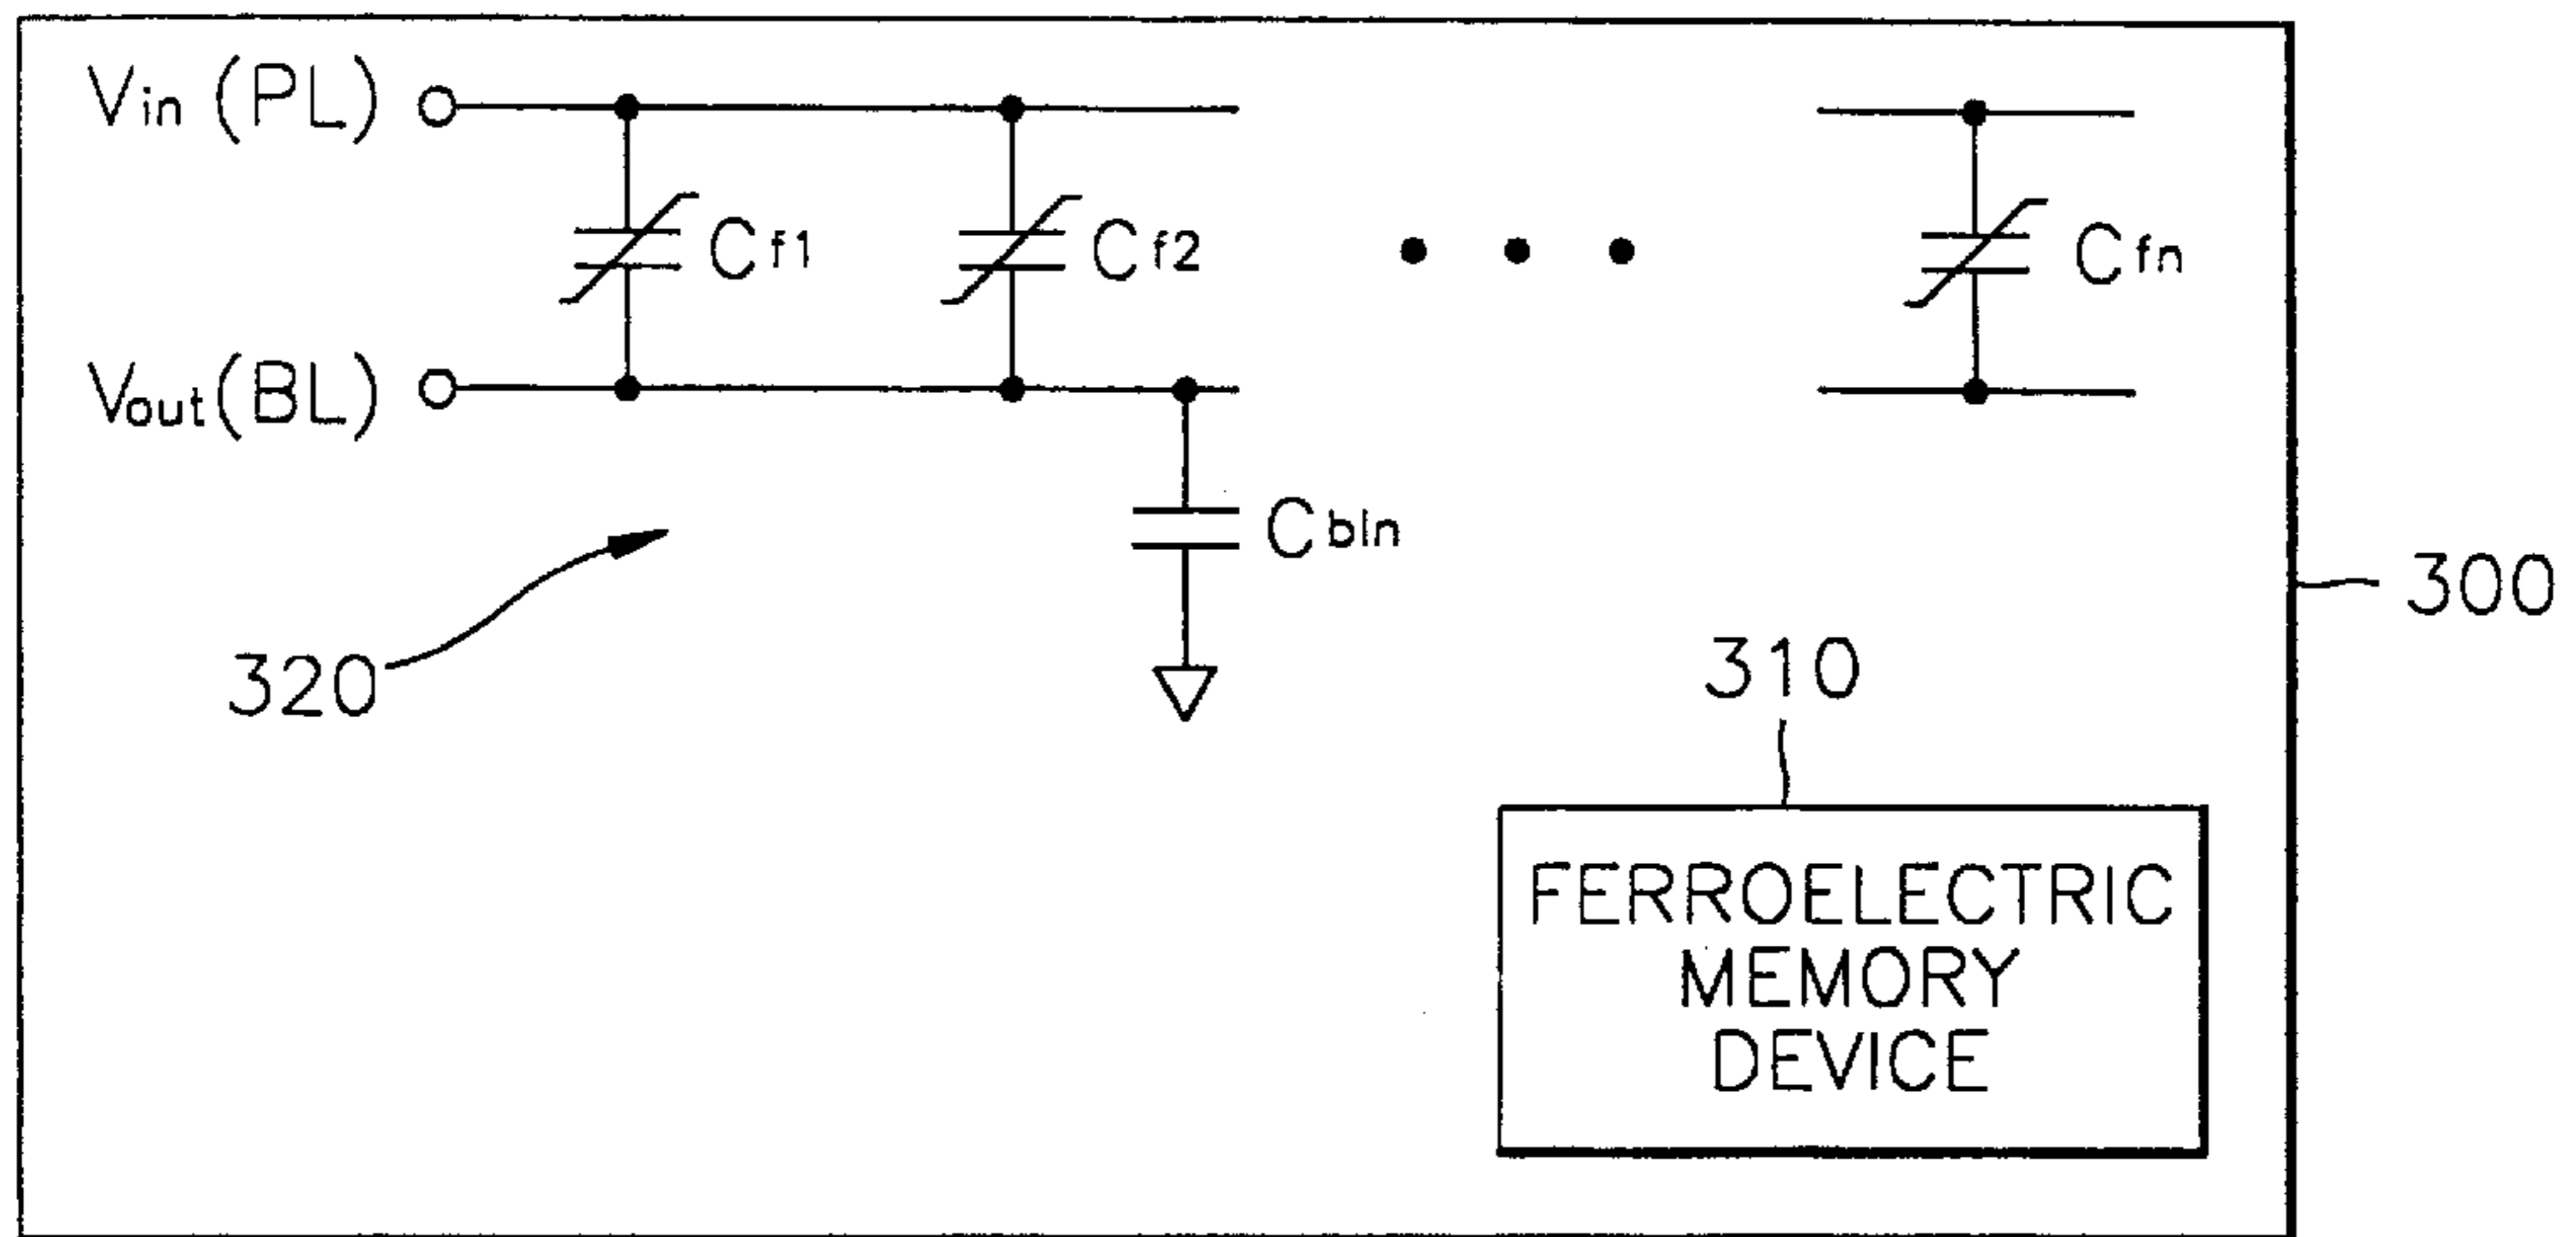 Vin (PL)
Cf1
Cf2
Cfn
Vout (BL)
Cbln
300
320
310
FERROELECTRIC
MEMORY
DEVICE